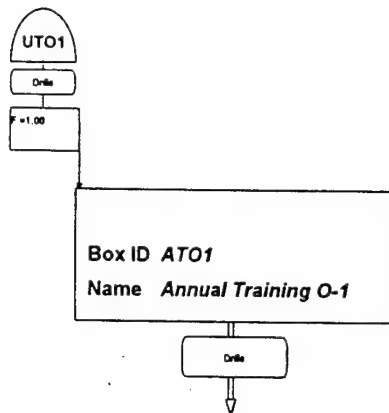 UTO1
Drills
F =1.00
Box ID ATO1
Name Annual Training O-1
Drills